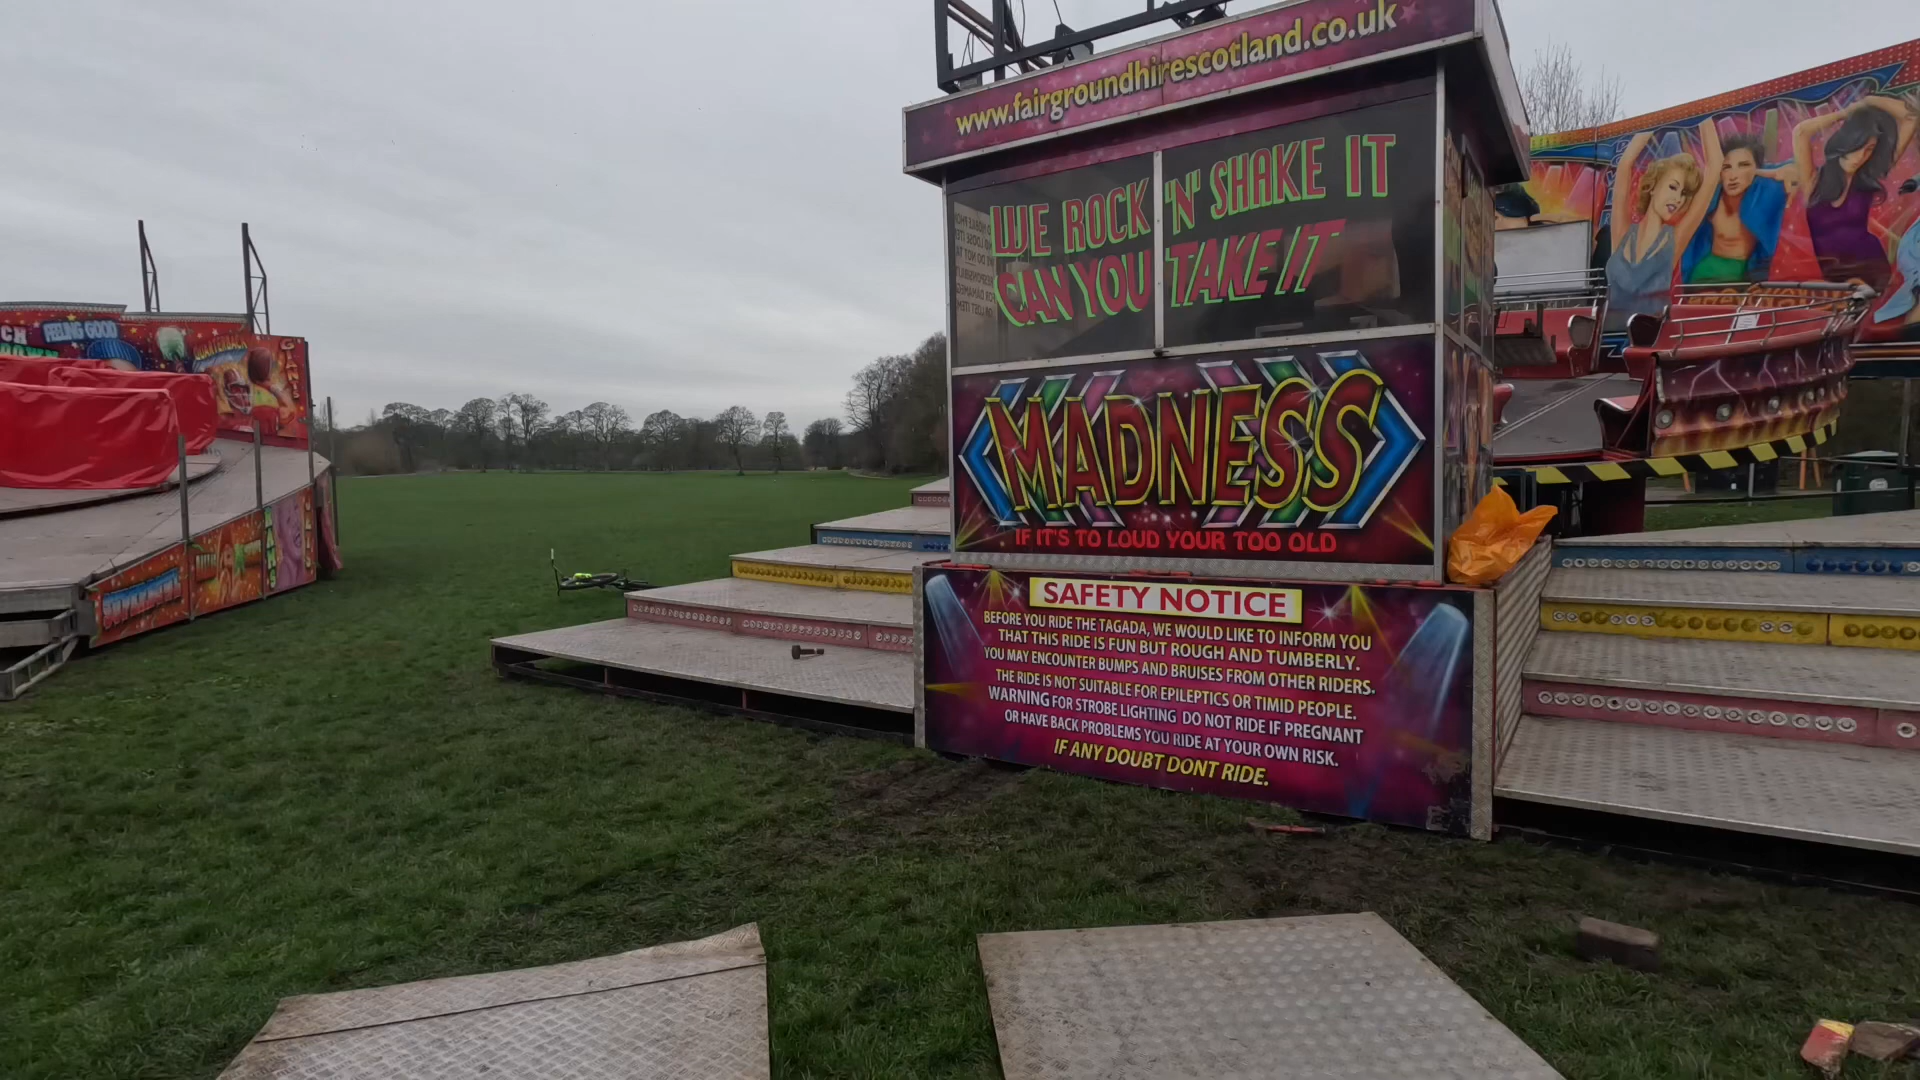 www.fairgroundhirescotland.co.uk
WE ROCK 'N' SHAKE IT
CAN YOU TAKE IT
MADNESS
IF IT'S TO LOUD YOUR TOO OLD
SAFETY NOTICE
BEFORE YOU RIDE THE TAGADA, WE WOULD LIKE TO INFORM YOU
THAT THIS RIDE IS FUN BUT ROUGH AND TUMBERLY.
YOU MAY ENCOUNTER BUMPS AND BRUISES FROM OTHER RIDERS.
THE RIDE IS NOT SUITABLE FOR EPILEPTICS OR TIMID PEOPLE.
WARNING FOR STROBE LIGHTING DO NOT RIDE IF PREGNANT
OR HAVE BACK PROBLEMS YOU RIDE AT YOUR OWN RISK.
IF ANY DOUBT DONT RIDE.
FEELING GOOD
QUARTERBACK